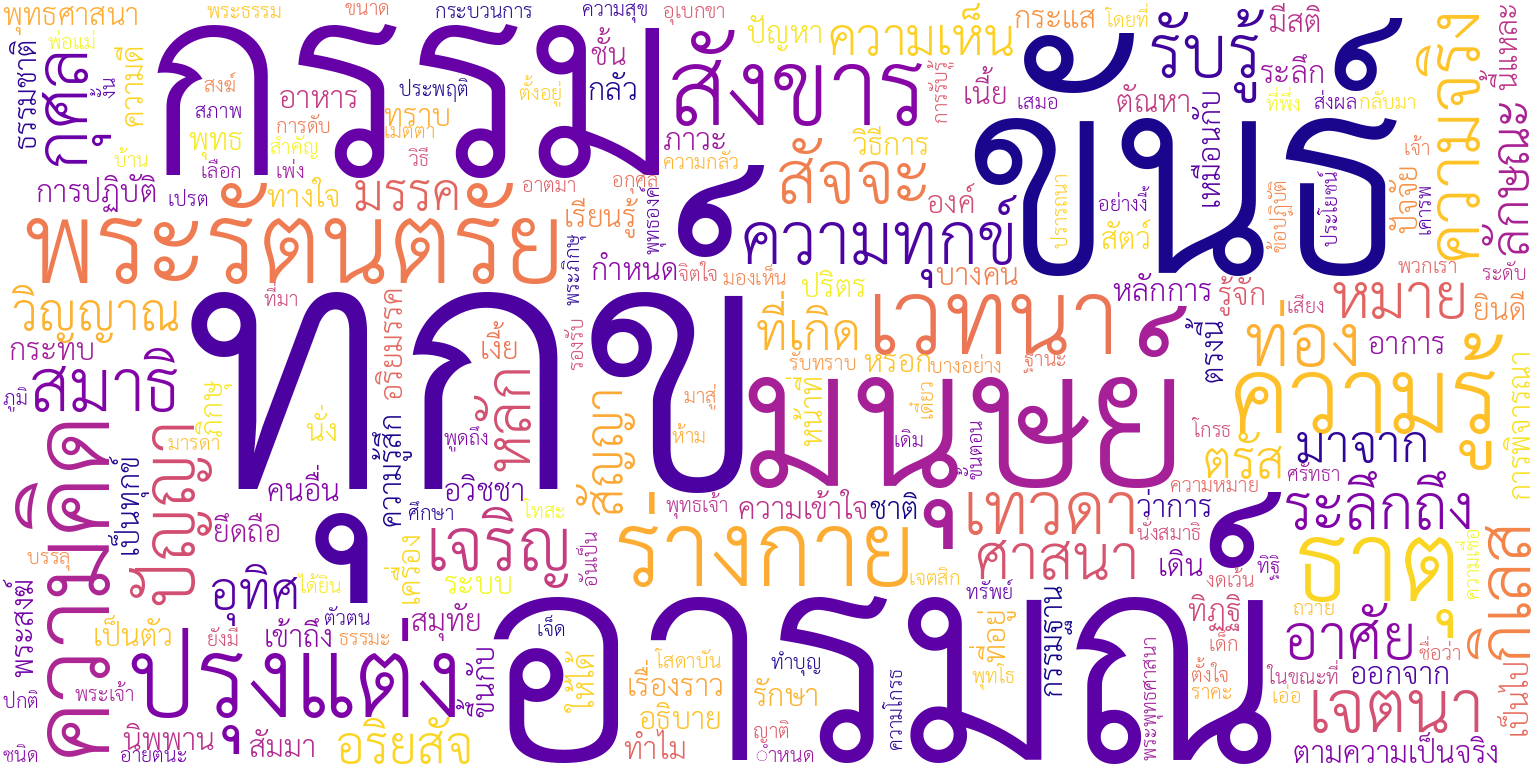 พุทธศาสนา
พระธรรม
ขนาด
กระบวนการ
ความสุข
อุเบกขา
ปัญหา
ความเห็น
กระแส
โดยที่
รับรู้
มีสติ
ความจริง
นี่แหละ
พ่อแม่
ธรรมชาติ
กุศล
ความดี
กรรม
สงฆ์
สภาพ
อาหาร
ประพฤติ
ตั้งอยู่
ชั้น
กลัว
สังขาร
การรับรู้
เนี้ย
เสมอ
ขันธ์
ตัณหา
ระลึก
ที่พึ่ง
ส่งผล
กลับมา
พุทธ
การดับ
สำคัญ
ทราบ
เมตตา
วิธี
ภาวะ
ความกลัว
วิธีการ
สัจจะ
เหมือนกับ
เจ้า
ลักษณะ
บ้าน
เลือก
เพ่ง
การปฏิบัติ
เปรต
ทางใจ
มรรค
อาตมา
อกุศล
เรียนรู้
พุทธองค์
องค์
ปรารถนา
อย่างงี้
สัตว์
ข้อปฏิบัติ
ประโยชน์
ปัจจัย
เคารพ
พระรัตนตรัย
ความทุกข์
พระภิกษุ
กำหนด
จิตใจ
มองเห็น
ปริตร
บางคน
หลักการ
รู้จัก
พวกเรา
ระดับ
เสียง
หมาย
ยินดี
วิญญาณ
ที่มา
ทุกข์
อริยมรรค
เงี้ย
รองรับ
ที่เกิด
เวทนา
ตรงนี้
ท่อง
อาการ
กระทบ
สมาธิ
ภูมิ
ภิกษุ
รับทราบ
หรอก
บางอย่าง
ฐานะ
มนุษย์
ความรู้
การพิจารณา
นั่ง
พูดถึง
หลัก
สัญญา
มาสู่
ห้าม
หน้าที่
เดียว
เดิม
ขั้นตอน
โกรธ
มาจาก
ตรัส
ความคิด
เป็นทุกข์
มารดา
ปัญญา
คนอื่น
ความรู้สึก
อวิชชา
ศึกษา
โทสะ
พุทธเจ้า
ความเข้าใจ
ชาติ
เทวดา
ว่าการ
ความหมาย
ศรัทธา
ระลึกถึง
ยึดถือ
บรรลุ
เจริญ
อันเป็น
ร่างกาย
ศาสนา
นั่งสมาธิ
เดิน
ทิฐิ
ธาตุ
ความเชื่อ
กิเลส
พระสงฆ์
อุทิศ
ได้ยิน
เครื่อง
ระบบ
เจตสิก
ทรัพย์
งดเว้น
เป็นตัว
ยังมี
ตัวตน
เข้าถึง
ธรรมะ
สมุทัย
เจ็ด
อารมณ์
ที่อยู่
กรรมฐาน
ทิฏฐิ
เด็ก
ถวาย
อาศัย
ชื่อว่า
ปกติ
พระเจ้า
ปรุงแต่ง
ขึ้นกับ
ให้ได้
โสดาบัน
เรื่องราว
ทำบุญ
รักษา
พุทโธ
พระพุทธศาสนา
ตั้งใจ
ราคะ
ในขณะที่
เอ่อ
ออกจาก
เป็นไป
เจตนา
ชนิด
นิพพาน
อายตนะ
สัมมา
อริยสัจ
อธิบาย
ทำไม
ญาติ
ำหนด
ความโกรธ
ตามความเป็นจริง